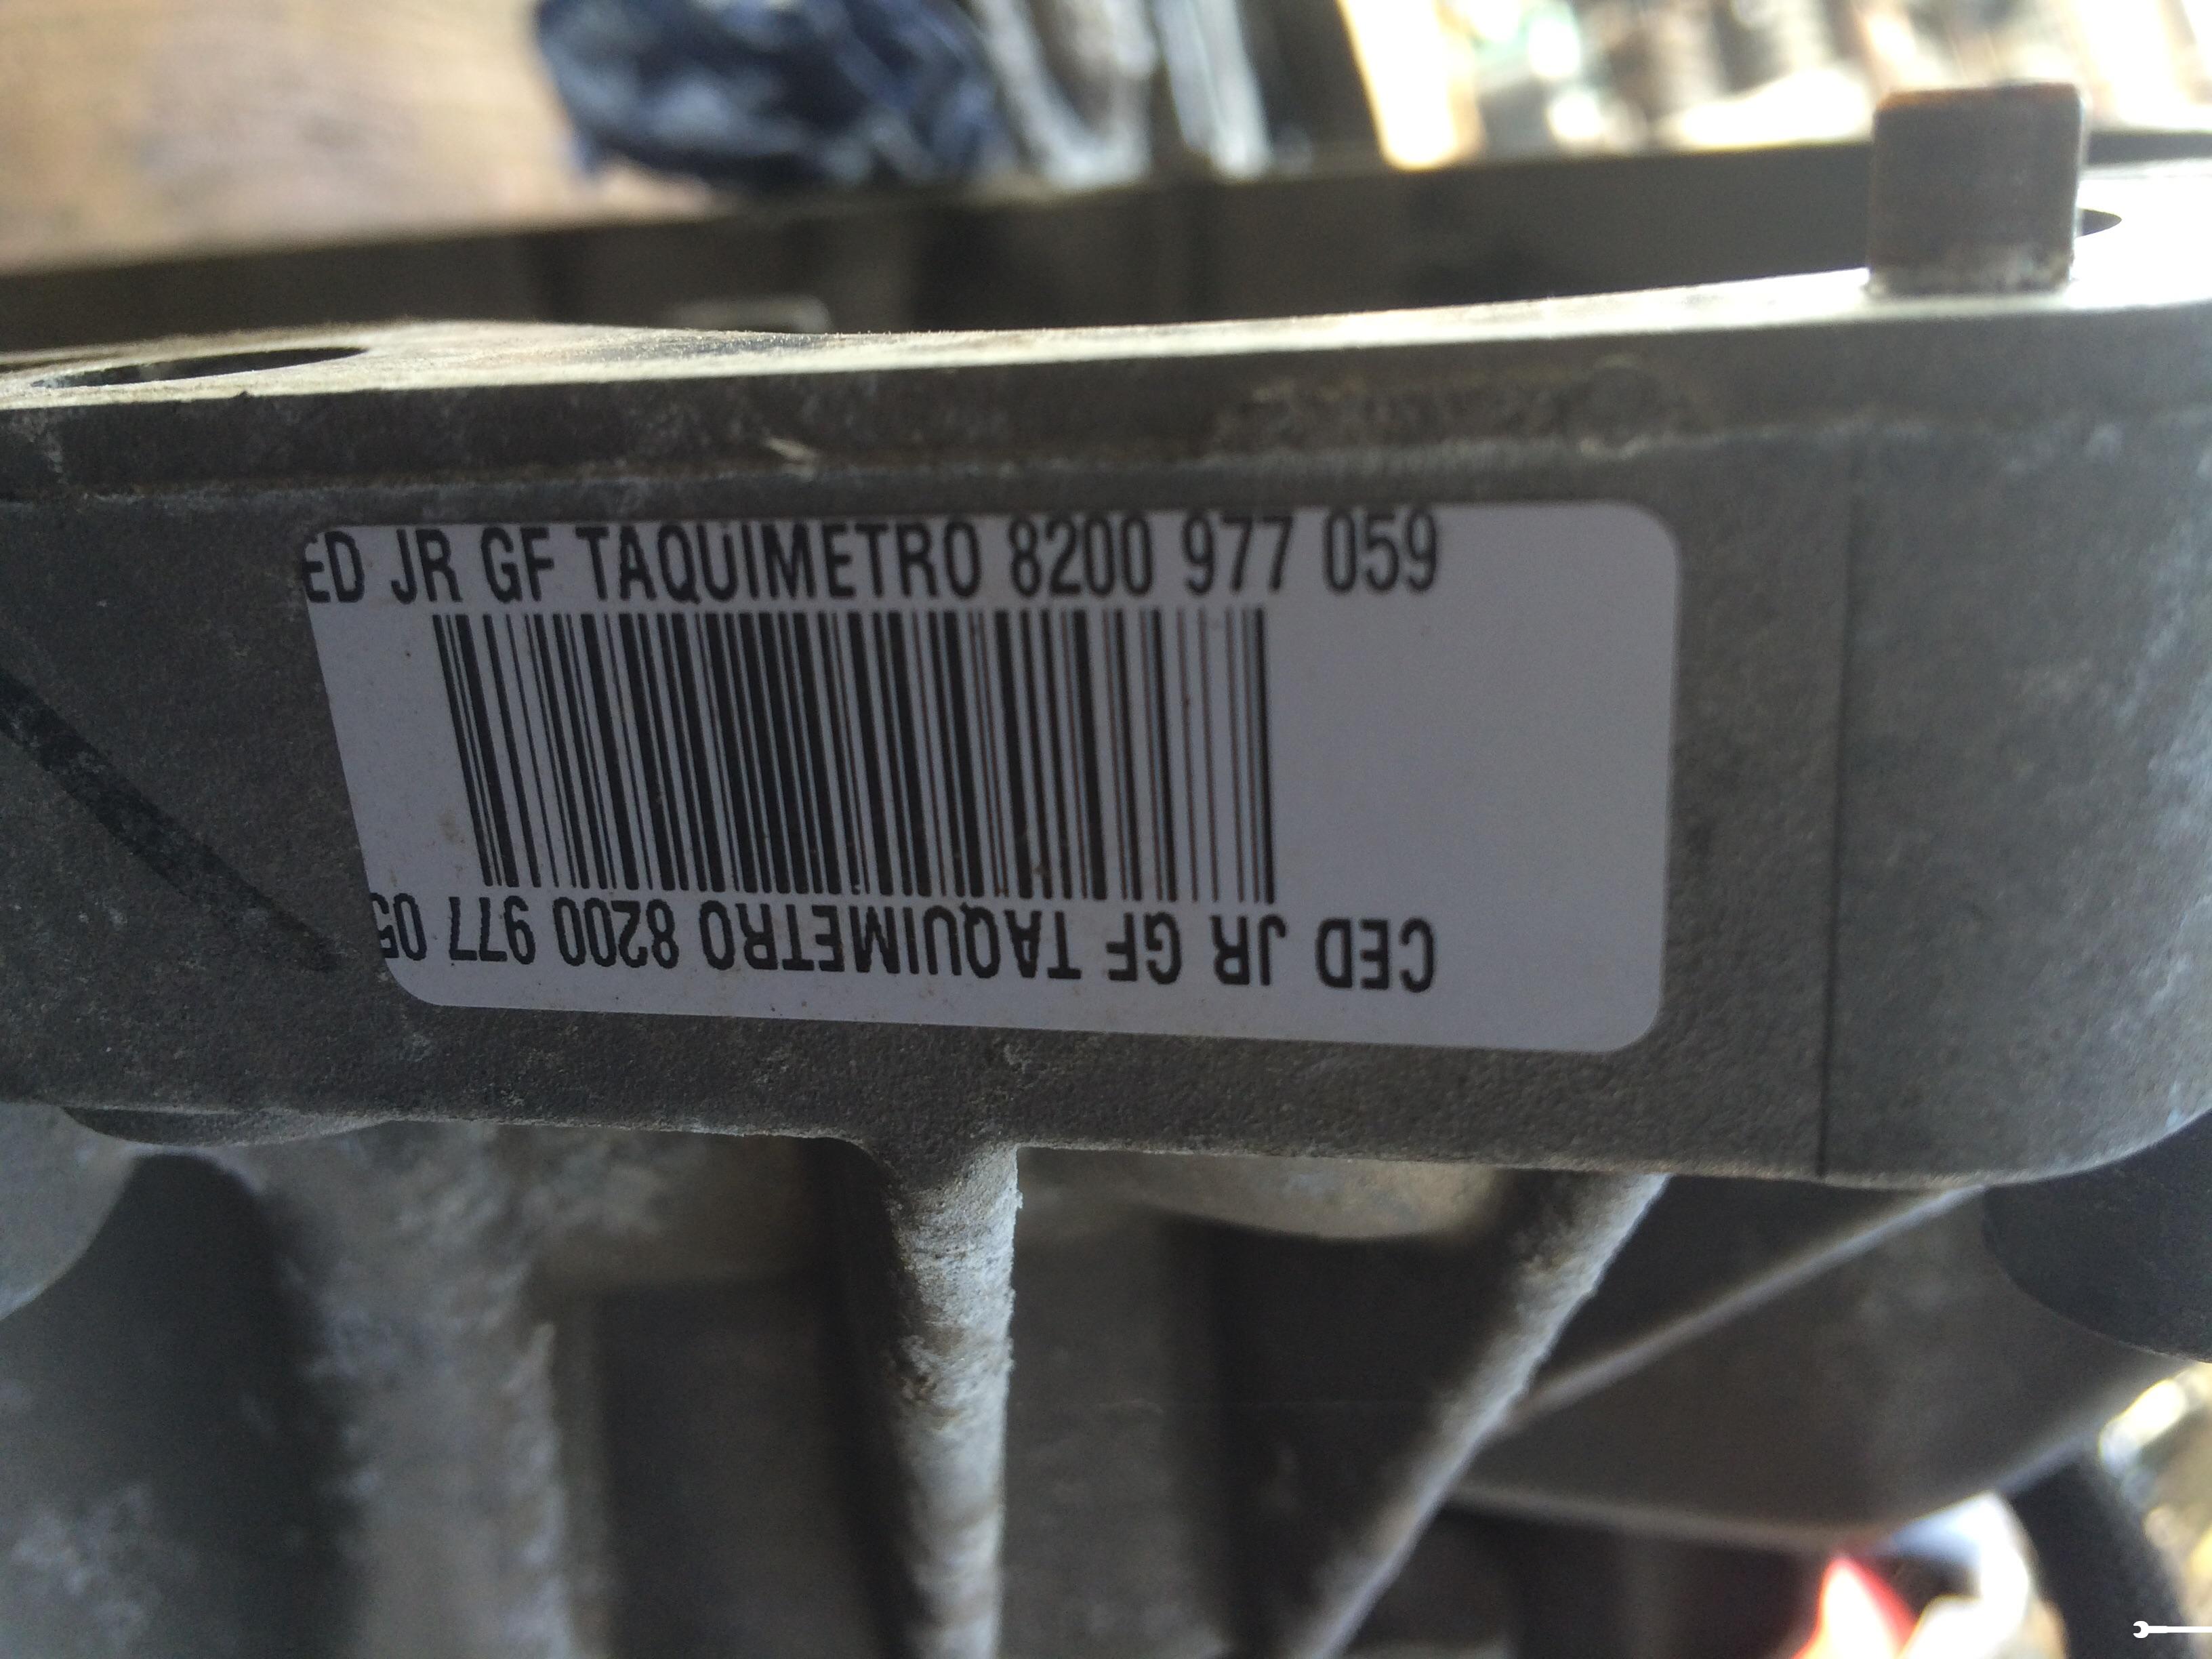 ED JR GF TAQUIMETRO 8200 977 059
CED JR GF TAQUIMETRO 8200 977 05